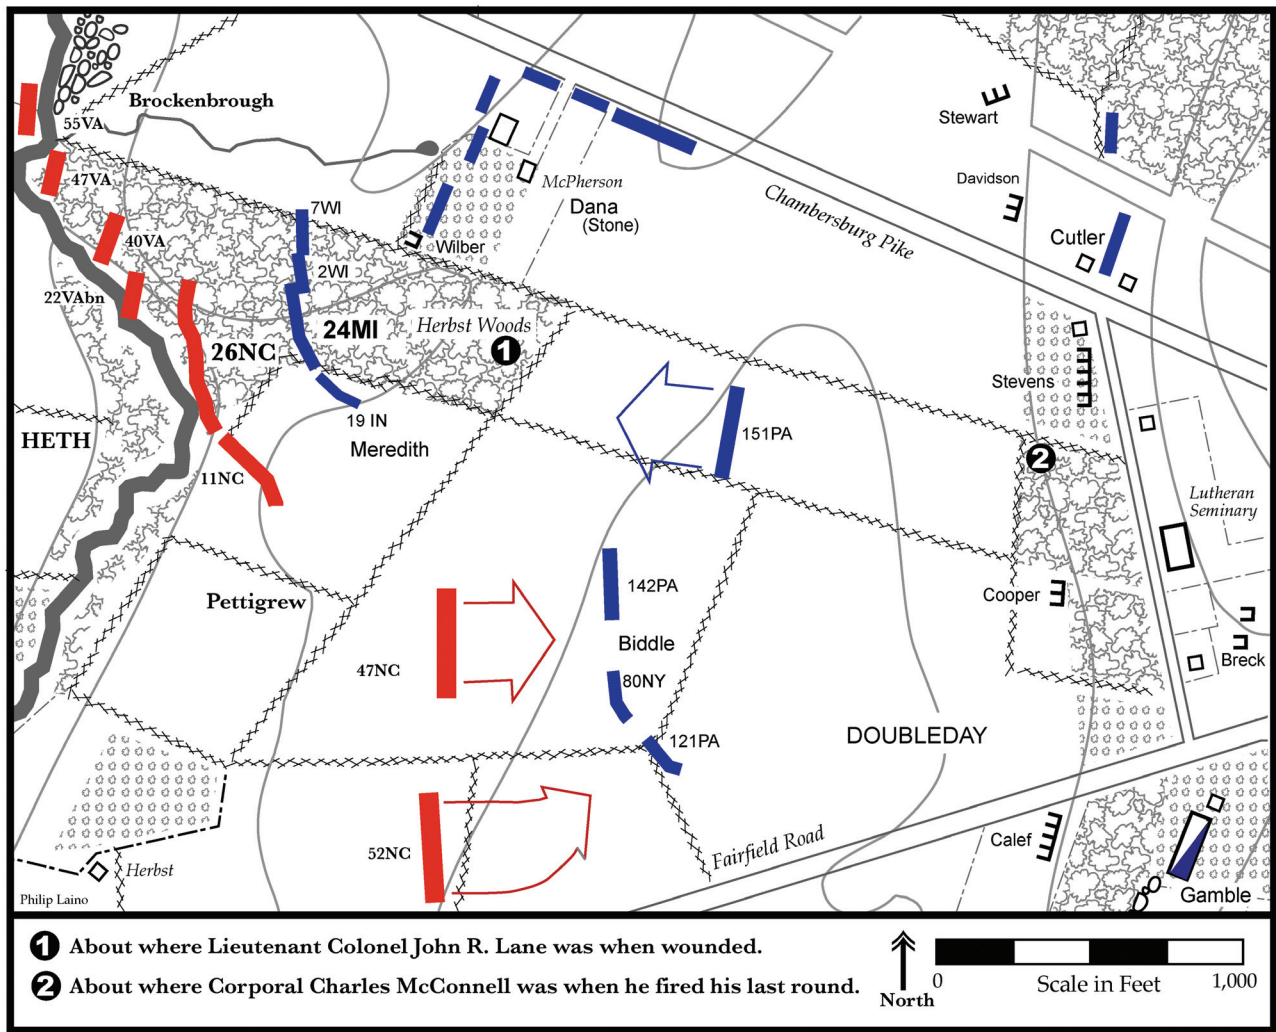 Brockenbrough
55VA
47VA
40VA
22VAbn
7WI
2WI
24MI
26NC
19 IN
Meredith
11NC
HETH
Herbst Woods
1
Wilber
McPherson
Dana
(Stone)
Chambersburg Pike
Stewart
Davidson
Cutler
Stevens
2
151PA
Lutheran
Seminary
Cooper
Breck
Pettigrew
142PA
Biddle
47NC
80NY
121PA
DOUBLEDAY
52NC
Fairfield Road
Calef
Gamble
Herbst
Philip Laino
1 About where Lieutenant Colonel John R. Lane was when wounded.
2 About where Corporal Charles McConnell was when he fired his last round.
North
0 Scale in Feet 1,000